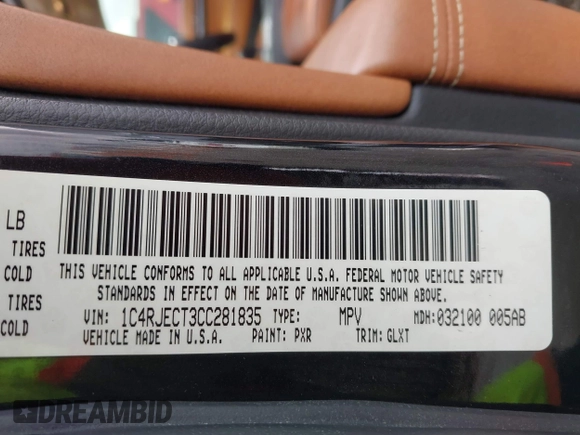 LB
TIRES
COLD
TIRES
COLD
THIS VEHICLE CONFORMS TO ALL APPLICABLE U.S.A. FEDERAL MOTOR VEHICLE SAFETY
STANDARDS IN EFFECT ON THE DATE OF MANUFACTURE SHOWN ABOVE.
VIN: 1C4RJECT3CC281835 TYPE: MPV MDH: 032100 005AB
VEHICLE MADE IN U.S.A. PAINT: PXR TRIM: GLXT
DREAMBID